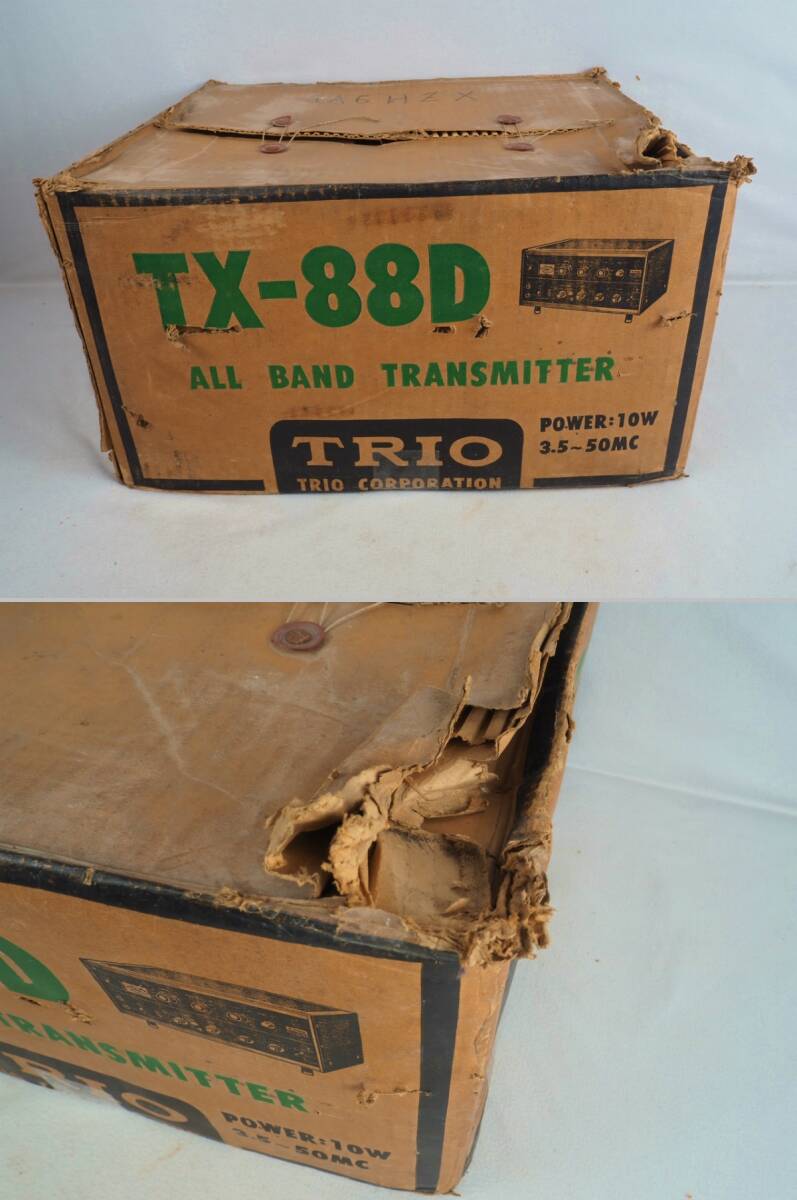 TX-88D
ALL BAND TRANSMITTER
TRIO
TRIO CORPORATION
POWER:10W
3.5~50MC
D
TRANSMITTER
RIO
POWER:10W
3.5~50MC